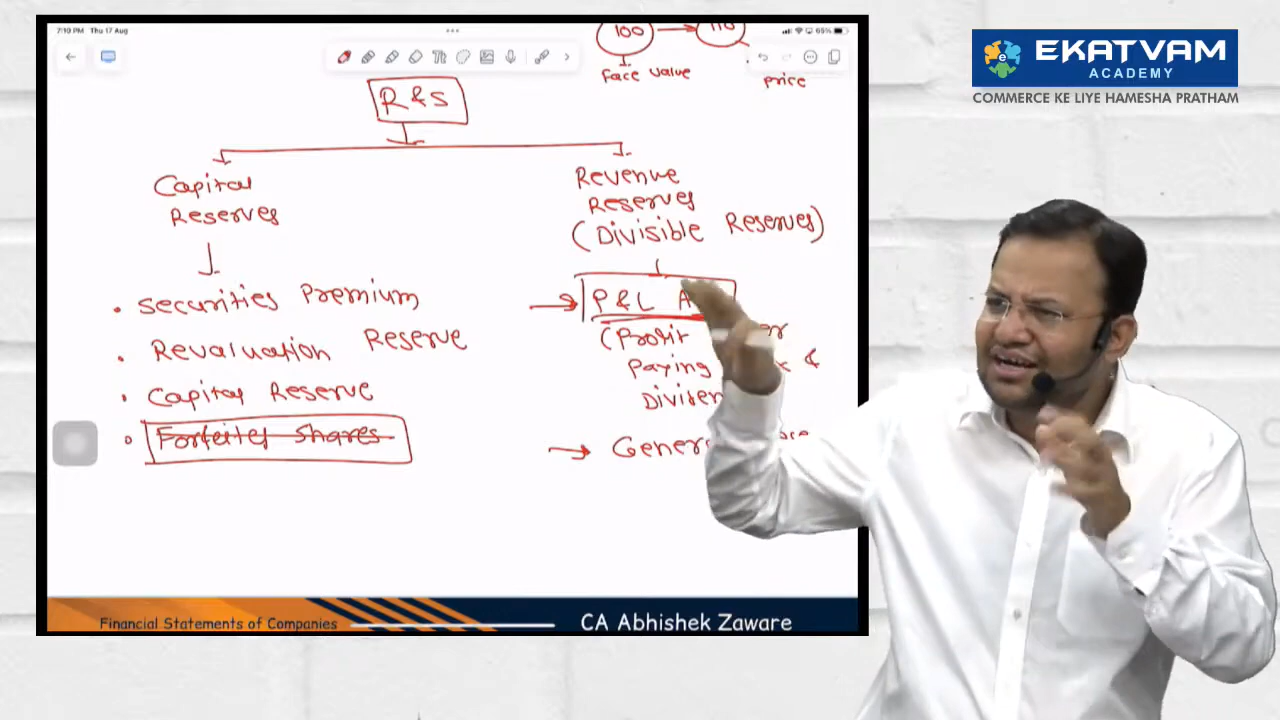 7:10 PM Thu 17 Aug
65%
100
Face value
price
R&S
Capital
Reserves
Revenue
Reserves
(Divisible Reserves)
• Securities Premium
• Revaluation Reserve
• Capital Reserve
• Forfeited Shares
P&L
(Profit
Paying &
General
Financial Statements of Companies
CA Abhishek Zaware
EKATVAM
ACADEMY
COMMERCE KE LIYE HAMESHA PRATHAM